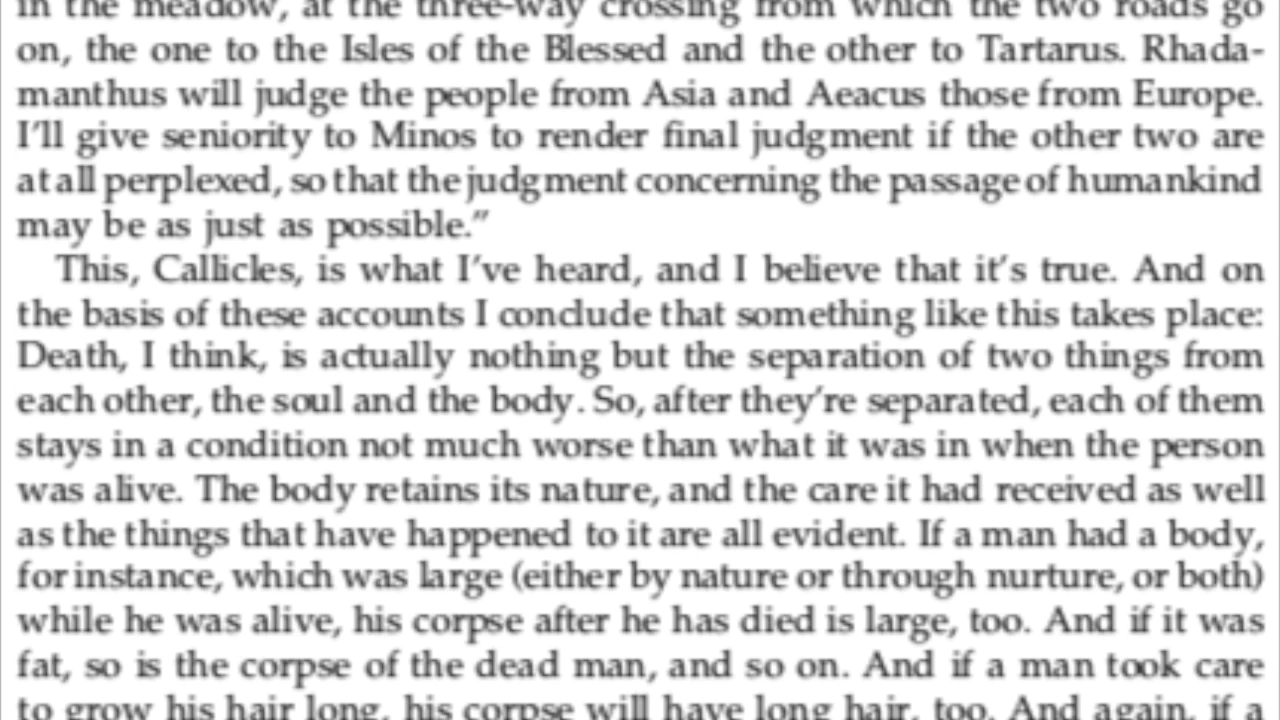 in the meadow, at the three-way crossing from which the two roads go
on, the one to the Isles of the Blessed and the other to Tartarus. Rhada-
manthus will judge the people from Asia and Aeacus those from Europe.
I'll give seniority to Minos to render final judgment if the other two are
at all perplexed, so that the judgment concerning the passage of humankind
may be as just as possible.”
This, Callicles, is what I've heard, and I believe that it's true. And on
the basis of these accounts I conclude that something like this takes place:
Death, I think, is actually nothing but the separation of two things from
each other, the soul and the body. So, after they're separated, each of them
stays in a condition not much worse than what it was in when the person
was alive. The body retains its nature, and the care it had received as well
as the things that have happened to it are all evident. If a man had a body,
for instance, which was large (either by nature or through nurture, or both)
while he was alive, his corpse after he has died is large, too. And if it was
fat, so is the corpse of the dead man, and so on. And if a man took care
to grow his hair long, his corpse will have long hair, too. And again, if a